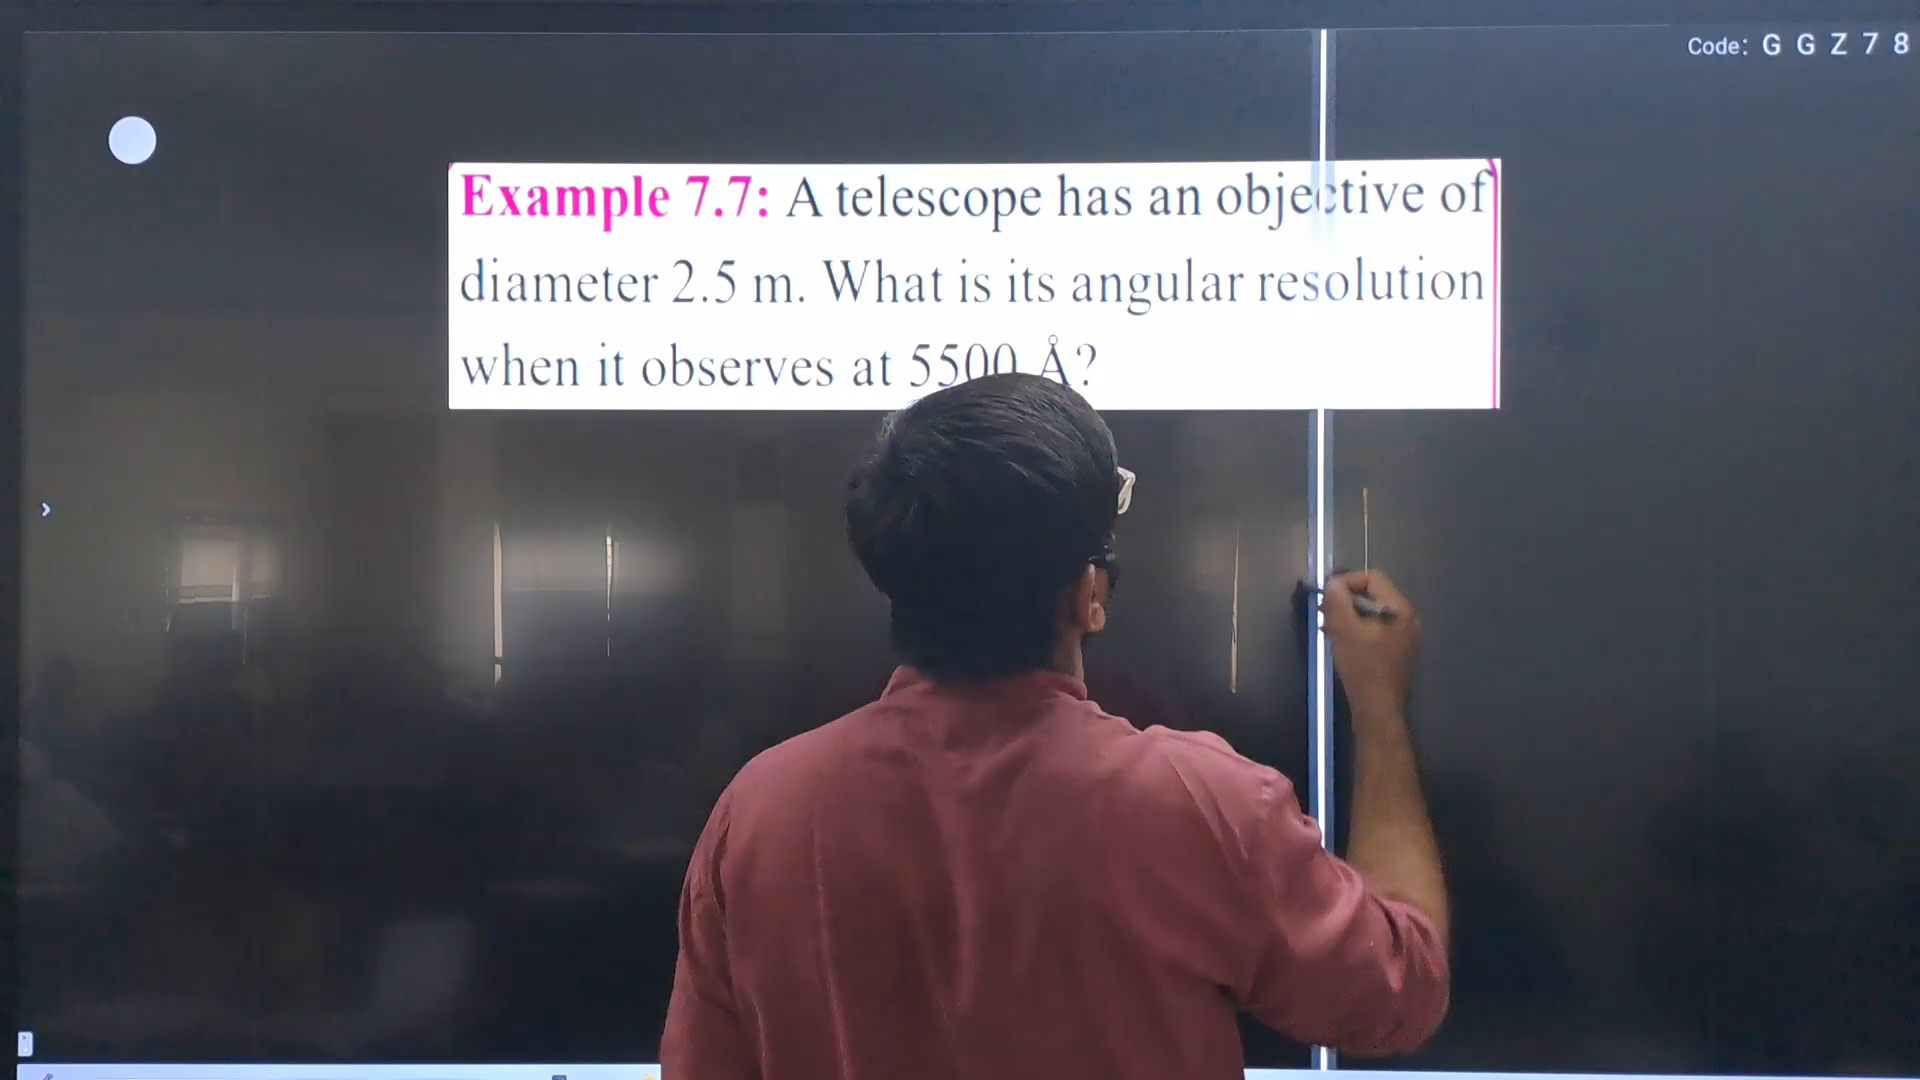 Code: G G Z 7 8
Example 7.7: A telescope has an objective of
diameter 2.5 m. What is its angular resolution
when it observes at 5500 Å?